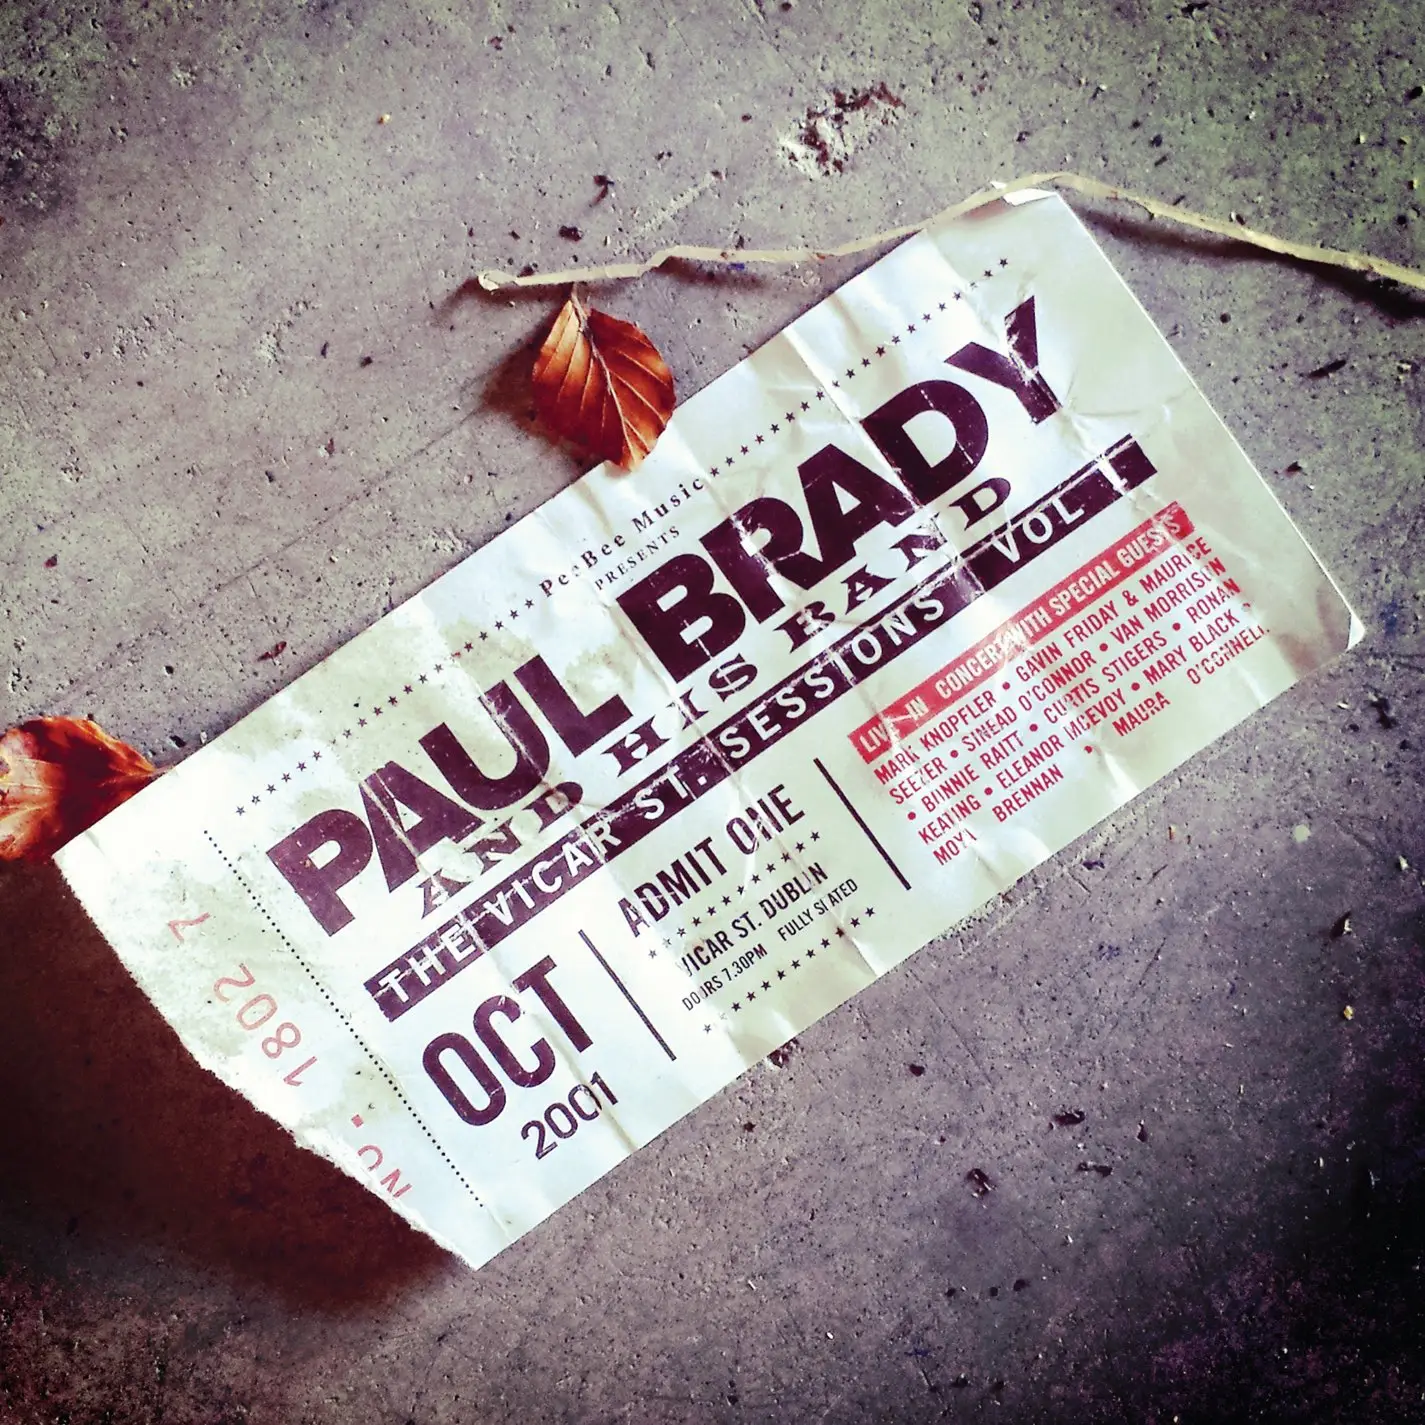 PeeBee Music
PRESENTS
PAUL BRADY
AND HIS BAND
THE VICAR ST. SESSIONS VOL 1
OCT
2001
ADMIT ONE
VICAR ST. DUBLIN
DOORS 7.30PM FULLY SEATED
LIVE IN CONCERT WITH SPECIAL GUESTS
MARK KNOPFLER • GAVIN FRIDAY & MAURICE
SEEZER • SINEAD O'CONNOR • VAN MORRISON
• BONNIE RAITT • CURTIS STIGERS • RONAN
KEATING • ELEANOR MCEVOY • MARY BLACK •
MOYA BRENNAN • MAURA O'CONNELL
NO. 1802 7